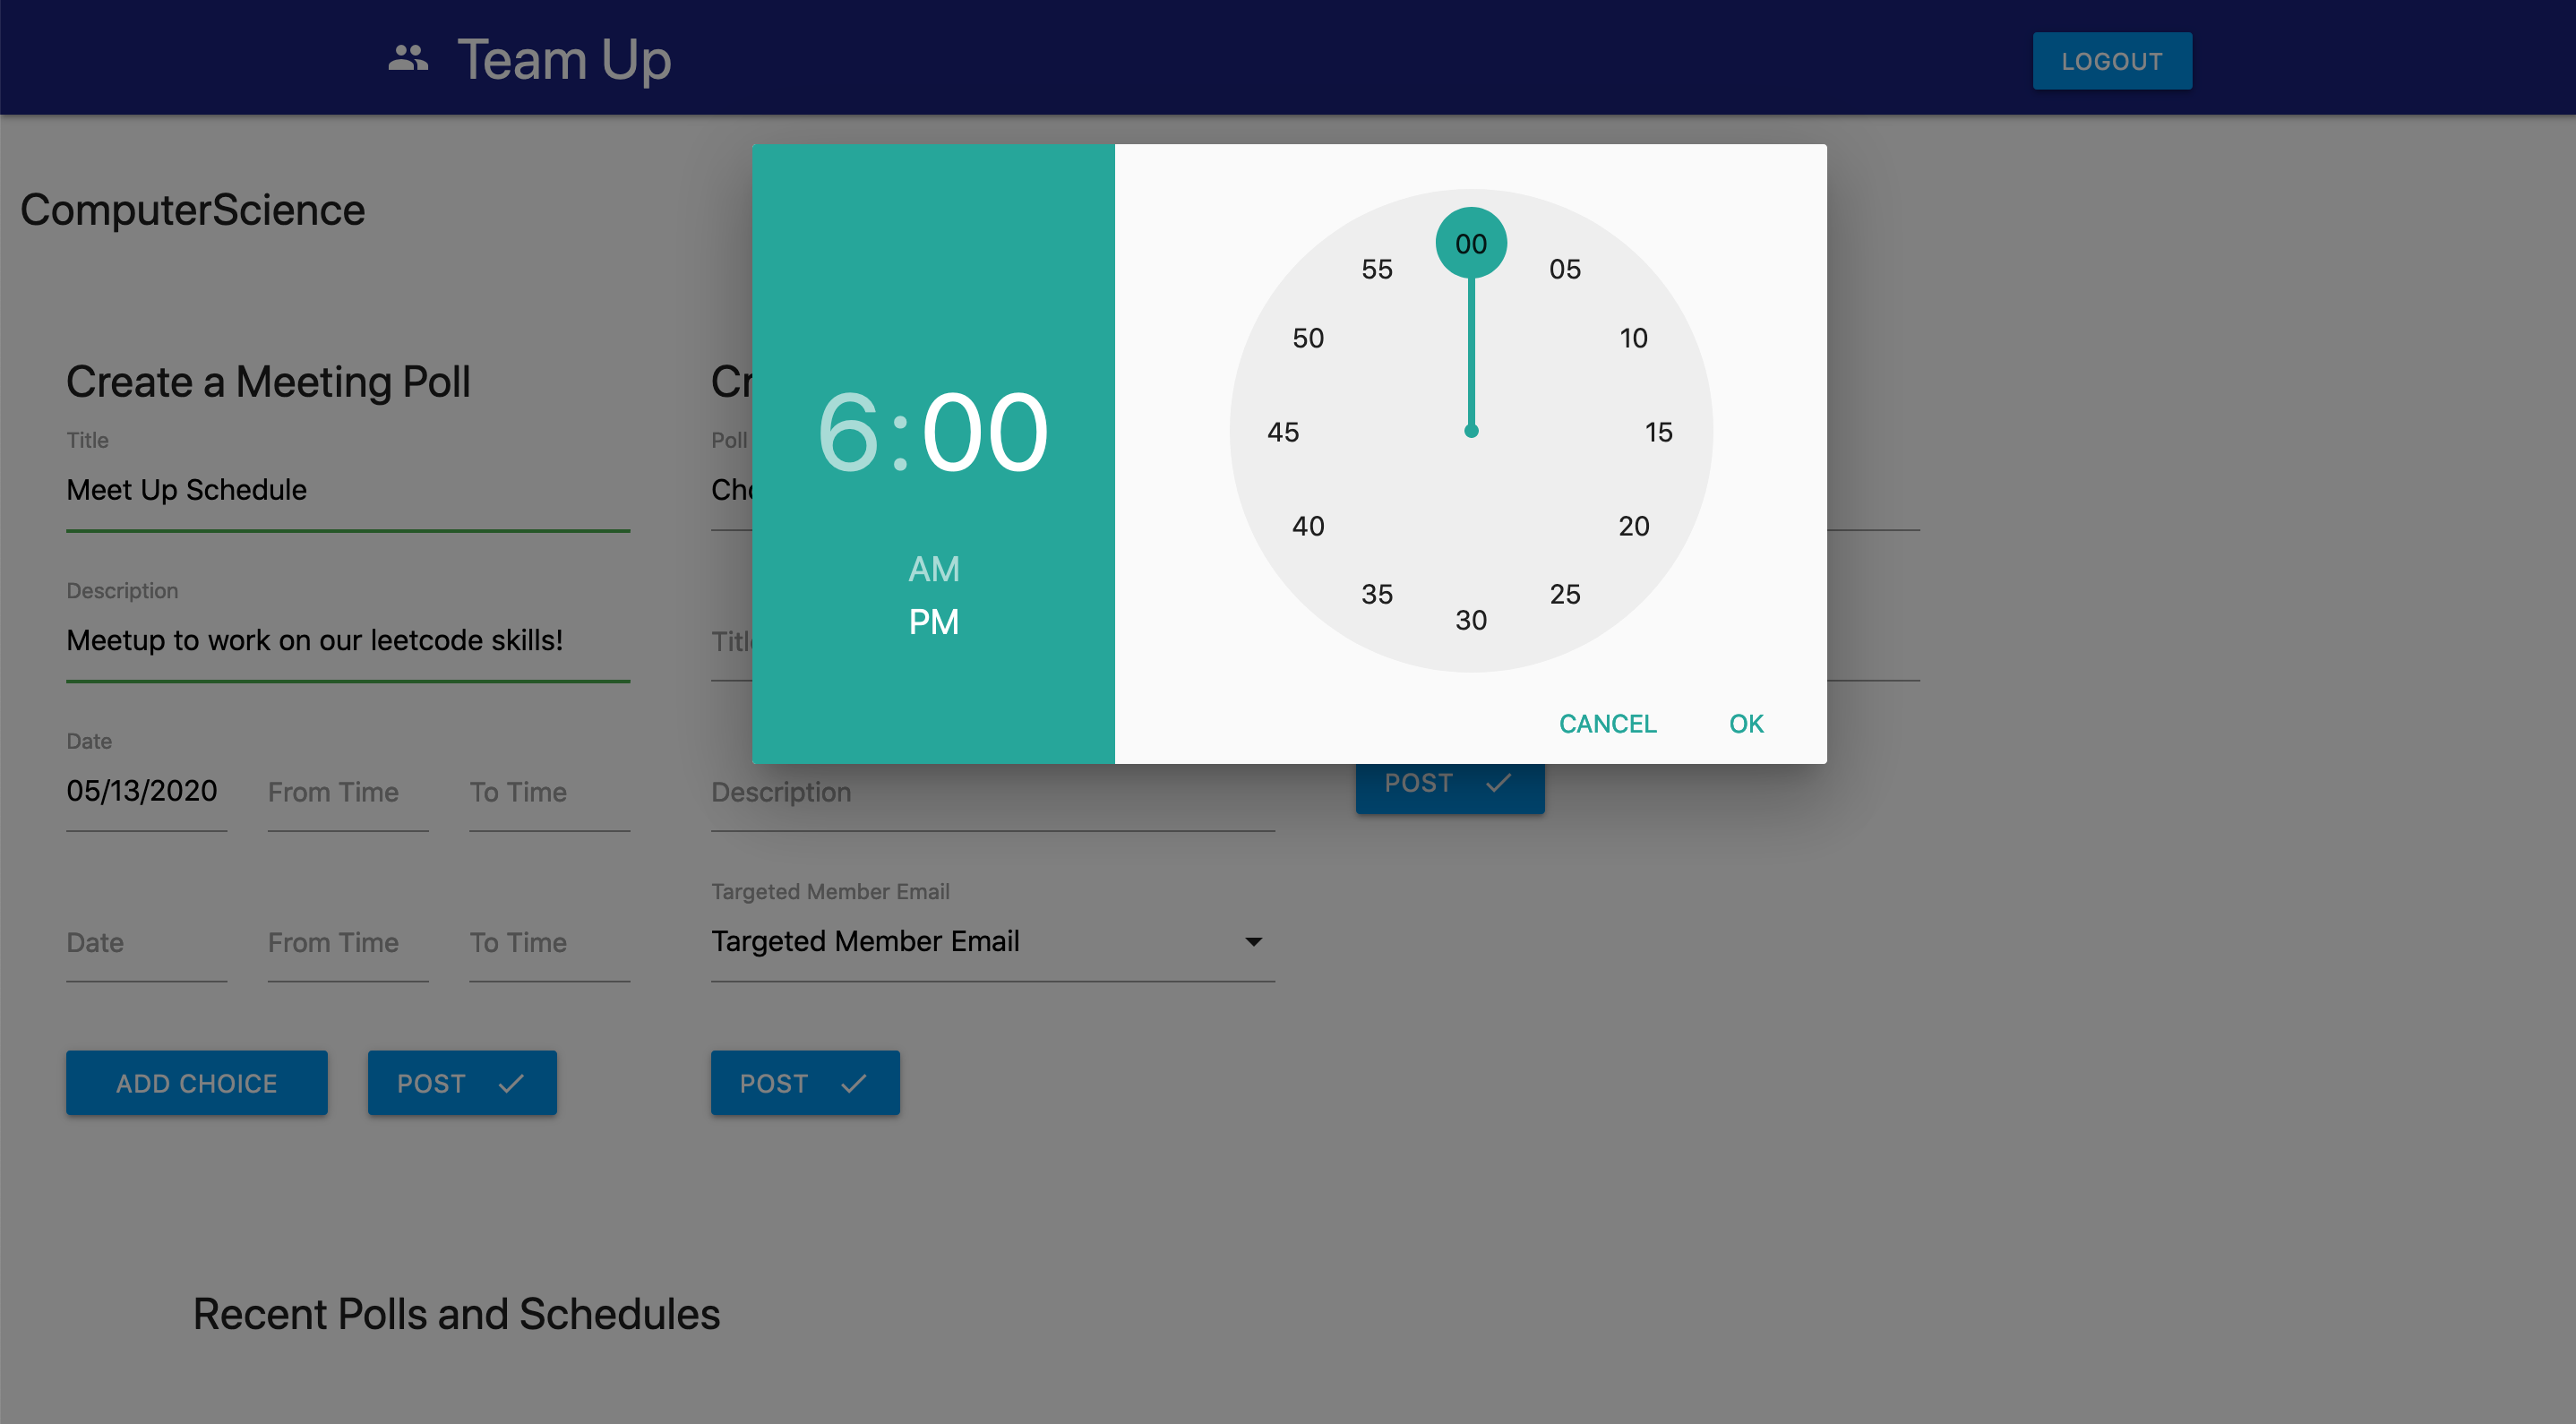 Team Up
LOGOUT
ComputerScience
Create a Meeting Poll
Title
Meet Up Schedule
Description
Meetup to work on our leetcode skills!
Date
05/13/2020 From Time To Time
Date From Time To Time
ADD CHOICE
POST
Poll
Description
Targeted Member Email
Targeted Member Email
POST
POST
6:00
AM
PM
00
05
10
15
20
25
30
35
40
45
50
55
CANCEL OK
Recent Polls and Schedules